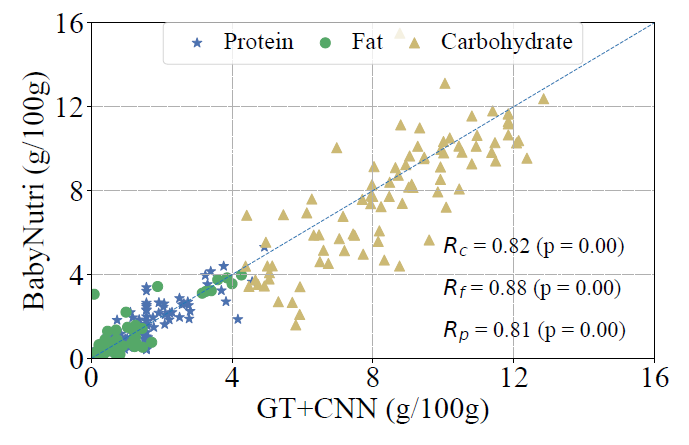 Protein Fat Carbohydrate
16
12
8
4
0
BabyNutri (g/100g)
R_c = 0.82 (p = 0.00)
R_f = 0.88 (p = 0.00)
R_p = 0.81 (p = 0.00)
0 4 8 12 16
GT+CNN (g/100g)